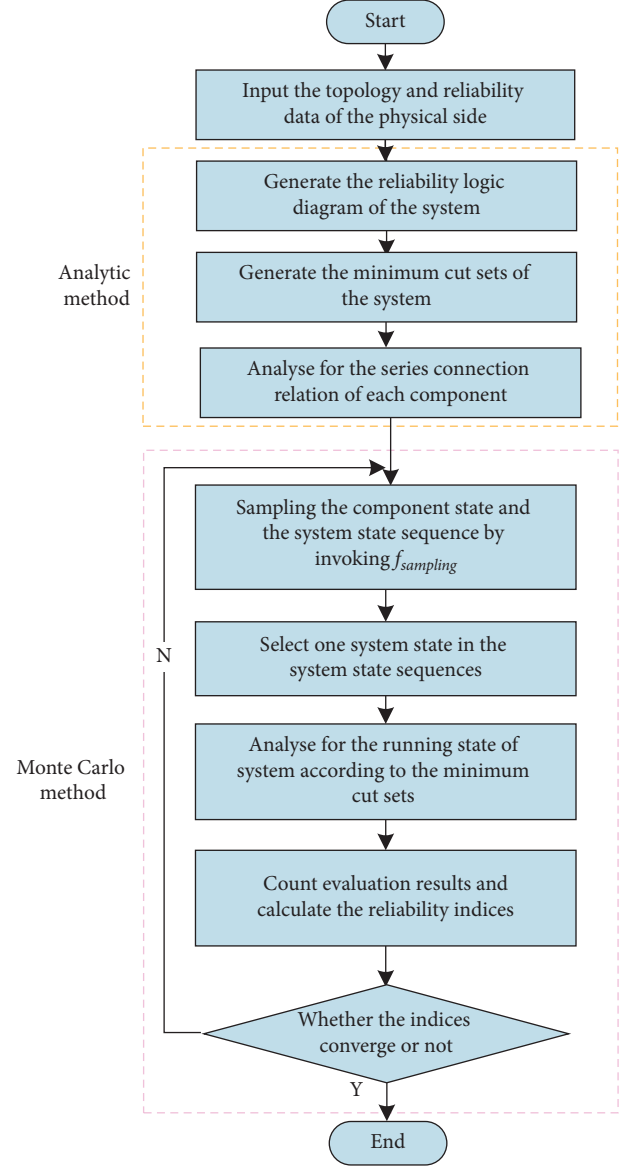 Start
Input the topology and reliability
data of the physical side
Generate the reliability logic
diagram of the system
Analytic
method
Generate the minimum cut sets of
the system
Analyse for the series connection
relation of each component
Sampling the component state and
the system state sequence by
invoking f_sampling
N
Select one system state in the
system state sequences
Monte Carlo
method
Analyse for the running state of
system according to the minimum
cut sets
Count evaluation results and
calculate the reliability indices
Whether the indices
converge or not
Y
End